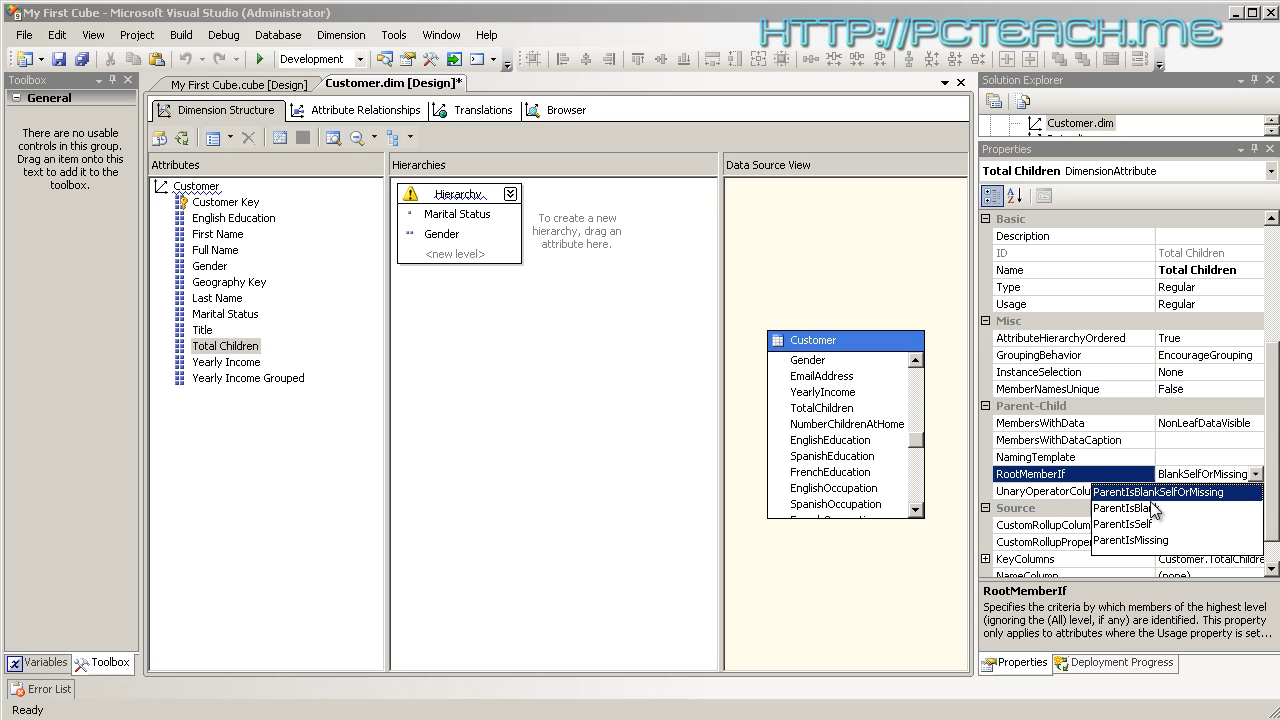 My First Cube - Microsoft Visual Studio (Administrator)
HTTP://PCTEACH.ME
File
View
Project
Build
Dimension
Tools
Window
Help
Development
Toolbox
General
There are no usable
controls in this group.
Drag an item onto this
text to add it to the
toolbox.
Variables
Toolbox
Error List
Ready
My First Cube.cube [Design]
Customer.dim [Design]*
Dimension Structure
Attribute Relationships
Translations
Browser
Attributes
Customer
Customer Key
English Education
First Name
Full Name
Gender
Geography Key
Last Name
Marital Status
Title
Total Children
Yearly Income
Yearly Income Grouped
Hierarchies
Hierarchy
Marital Status
Gender
<new level>
To create a new
hierarchy, drag an
attribute here.
Data Source View
Customer
Gender
EmailAddress
YearlyIncome
TotalChildren
NumberChildrenAtHome
EnglishEducation
SpanishEducation
FrenchEducation
EnglishOccupation
SpanishOccupation
Solution Explorer
Customer.dim
Properties
Total Children DimensionAttribute
Basic
Description
ID Total Children
Name Total Children
Type Regular
Usage Regular
Misc
AttributeHierarchyOrdered True
GroupingBehavior EncourageGrouping
InstanceSelection None
MemberNamesUnique False
Parent-Child
MembersWithData NonLeafDataVisible
MembersWithDataCaption
NamingTemplate
RootMemberIf BlankSelfOrMissing
UnaryOperatorColu
ParentIsBlankSelfOrMissing
ParentIsBla
ParentIsSelf
ParentIsMissing
Source
CustomRollupColum
CustomRollupProper
KeyColumns Customer.TotalChildre
NameColumn (none)
RootMemberIf
Specifies the criteria by which members of the highest level
(ignoring the (All) level, if any) are identified. This property
only applies to attributes where the Usage property is set...
Properties
Deployment Progress